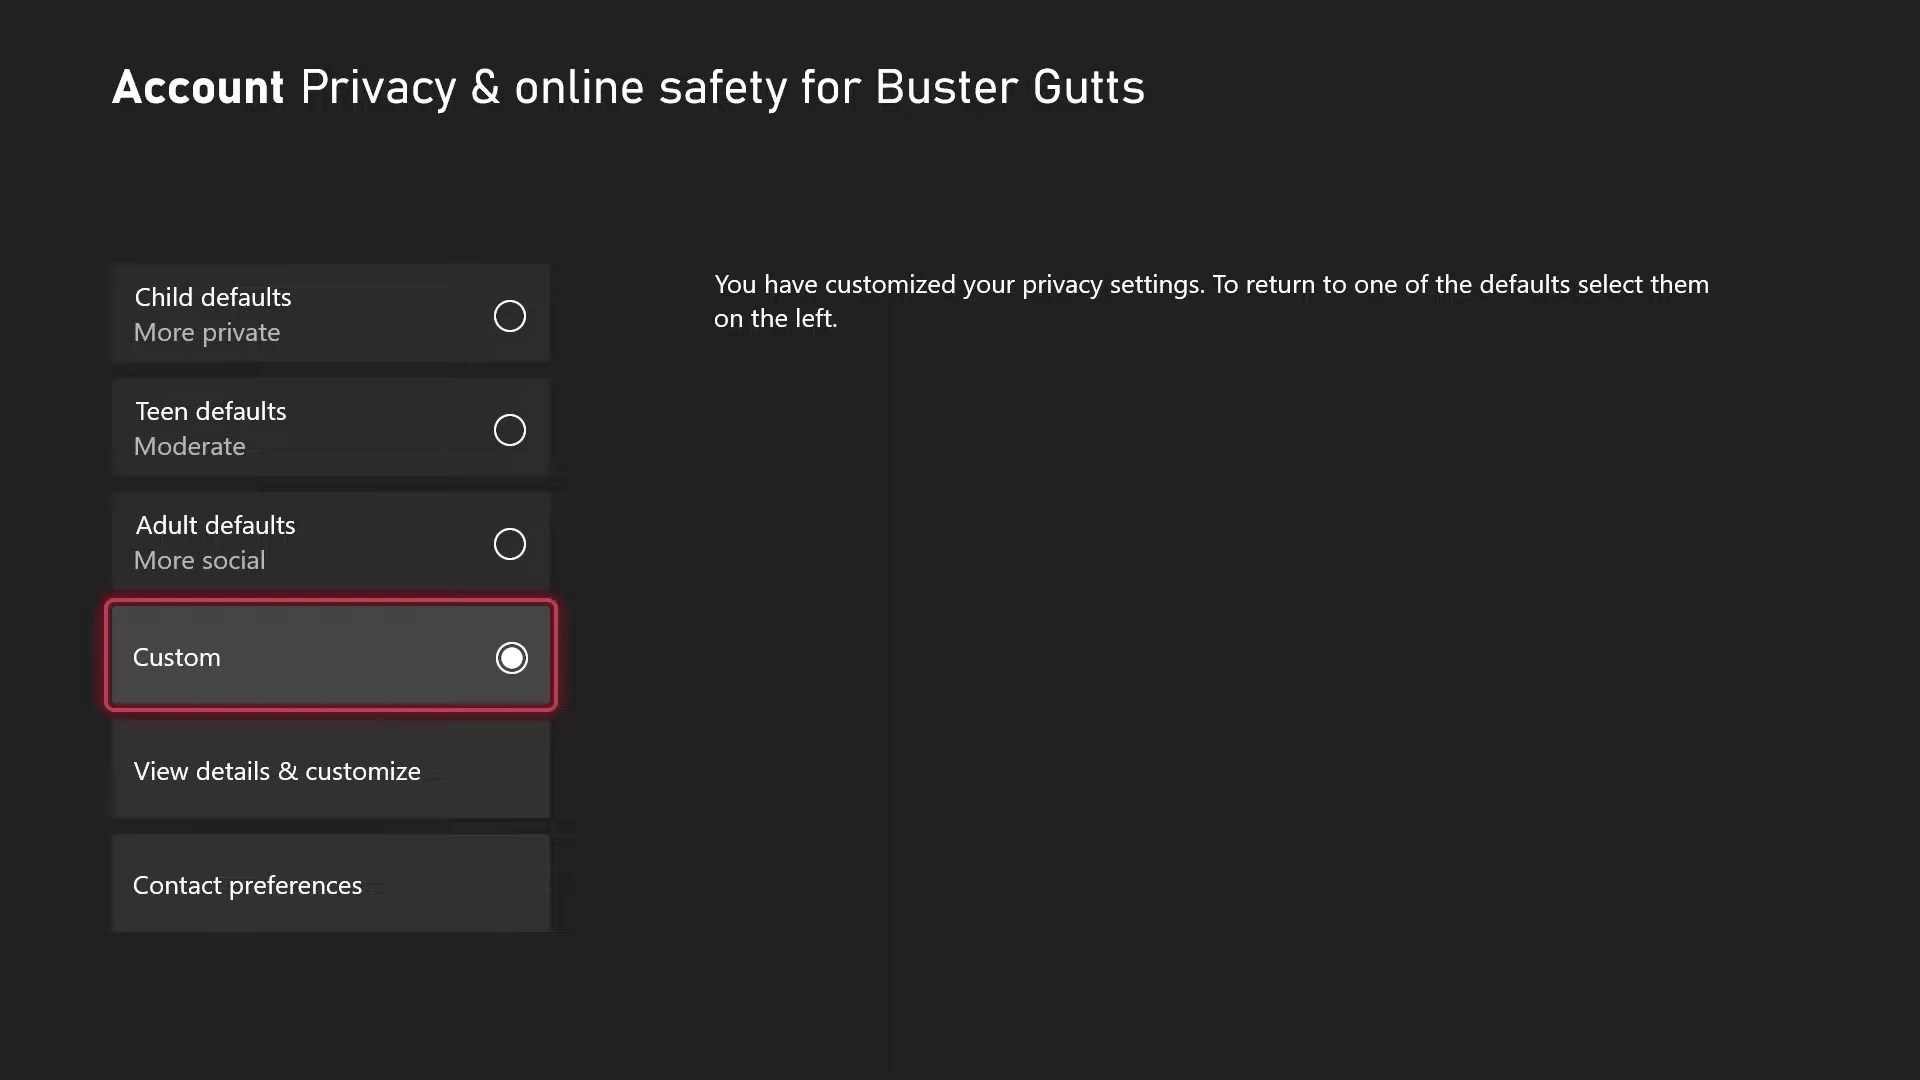 Account Privacy & online safety for Buster Gutts
Child defaults
More private
Teen defaults
Moderate
Adult defaults
More social
Custom
View details & customize
Contact preferences
You have customized your privacy settings. To return to one of the defaults select them
on the left.